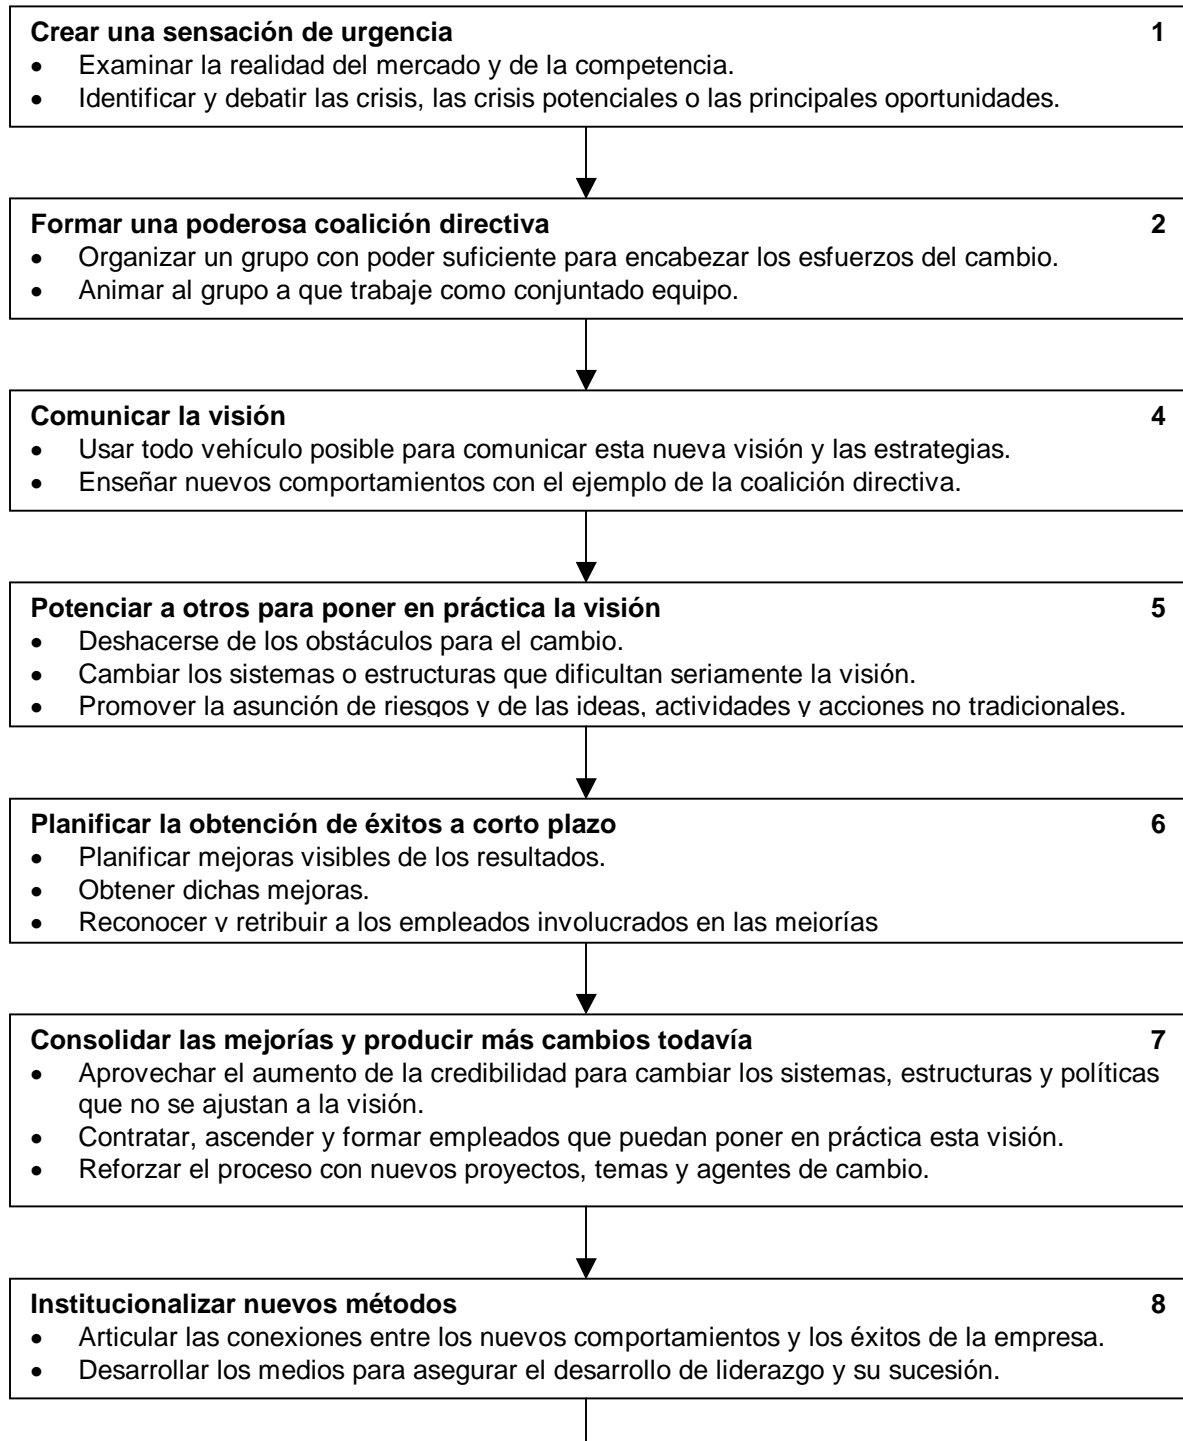 Crear una sensación de urgencia 1
• Examinar la realidad del mercado y de la competencia.
• Identificar y debatir las crisis, las crisis potenciales o las principales oportunidades.
Formar una poderosa coalición directiva 2
• Organizar un grupo con poder suficiente para encabezar los esfuerzos del cambio.
• Animar al grupo a que trabaje como conjuntado equipo.
Comunicar la visión 4
• Usar todo vehículo posible para comunicar esta nueva visión y las estrategias.
• Enseñar nuevos comportamientos con el ejemplo de la coalición directiva.
Potenciar a otros para poner en práctica la visión 5
• Deshacerse de los obstáculos para el cambio.
• Cambiar los sistemas o estructuras que dificultan seriamente la visión.
• Promover la asunción de riesgos y de las ideas, actividades y acciones no tradicionales.
Planificar la obtención de éxitos a corto plazo 6
• Planificar mejoras visibles de los resultados.
• Obtener dichas mejoras.
• Reconocer y retribuir a los empleados involucrados en las mejorías
Consolidar las mejorías y producir más cambios todavía 7
• Aprovechar el aumento de la credibilidad para cambiar los sistemas, estructuras y políticas
que no se ajustan a la visión.
• Contratar, ascender y formar empleados que puedan poner en práctica esta visión.
• Reforzar el proceso con nuevos proyectos, temas y agentes de cambio.
Institucionalizar nuevos métodos 8
• Articular las conexiones entre los nuevos comportamientos y los éxitos de la empresa.
• Desarrollar los medios para asegurar el desarrollo de liderazgo y su sucesión.